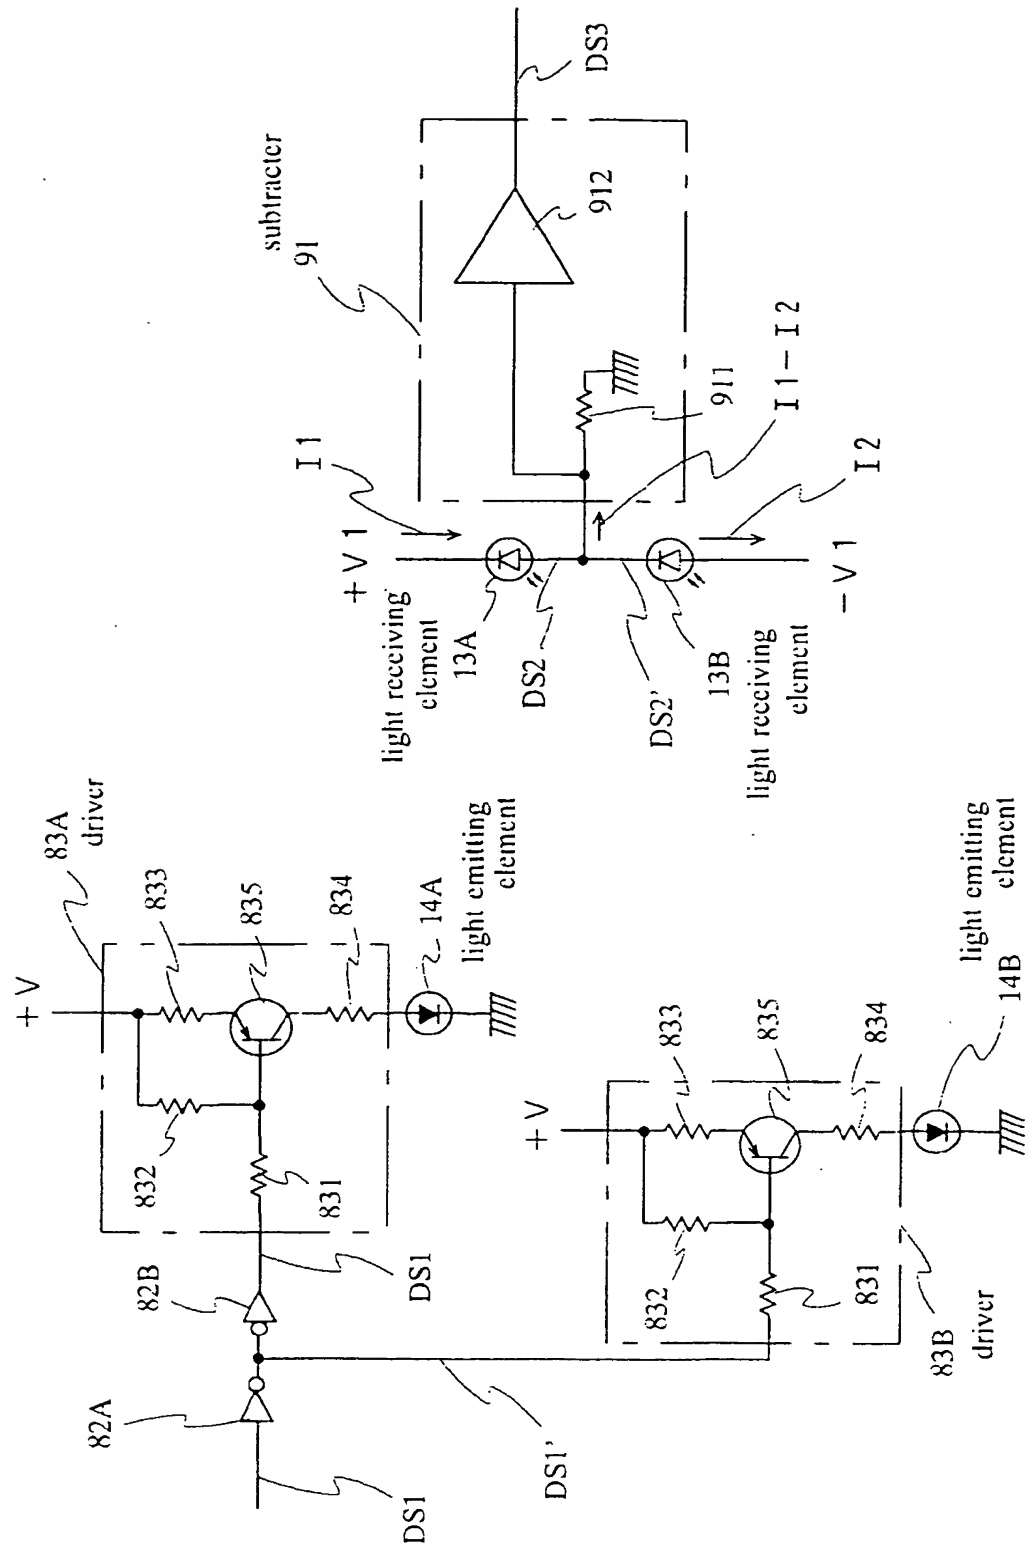 +V
83A
driver
833
835
834
14A
light emitting
element
832
831
82B
82A
DS1
DS1
DS1'
+V
833
835
834
light emitting
element
14B
832
831
83B
driver
subtracter
91
I1
+V1
light receiving
element
13A
DS2
DS2'
13B
light receiving
element
-V1
I2
I1-I2
911
912
DS3